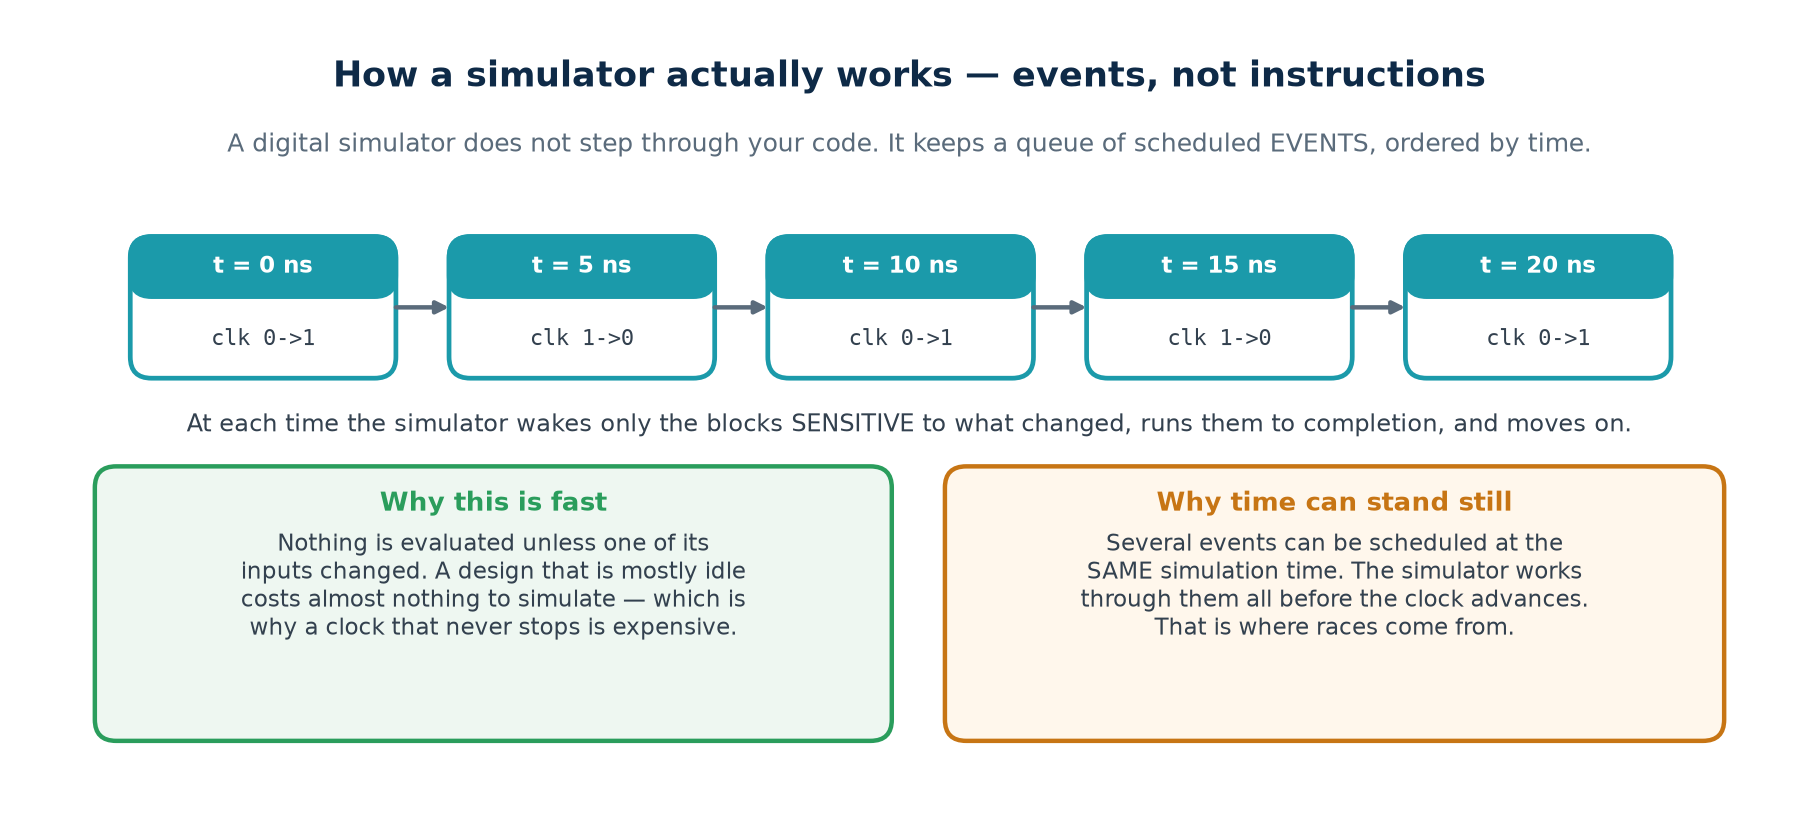 How a simulator actually works — events, not instructions
A digital simulator does not step through your code. It keeps a queue of scheduled EVENTS, ordered by time.
t = 0 ns
t = 5 ns
t = 10 ns
t = 15 ns
t = 20 ns
clk 0->1
clk 1->0
clk 0->1
clk 1->0
clk 0->1
At each time the simulator wakes only the blocks SENSITIVE to what changed, runs them to completion, and moves on.
Why this is fast
Nothing is evaluated unless one of its
inputs changed. A design that is mostly idle
costs almost nothing to simulate — which is
why a clock that never stops is expensive.
Why time can stand still
Several events can be scheduled at the
SAME simulation time. The simulator works
through them all before the clock advances.
That is where races come from.